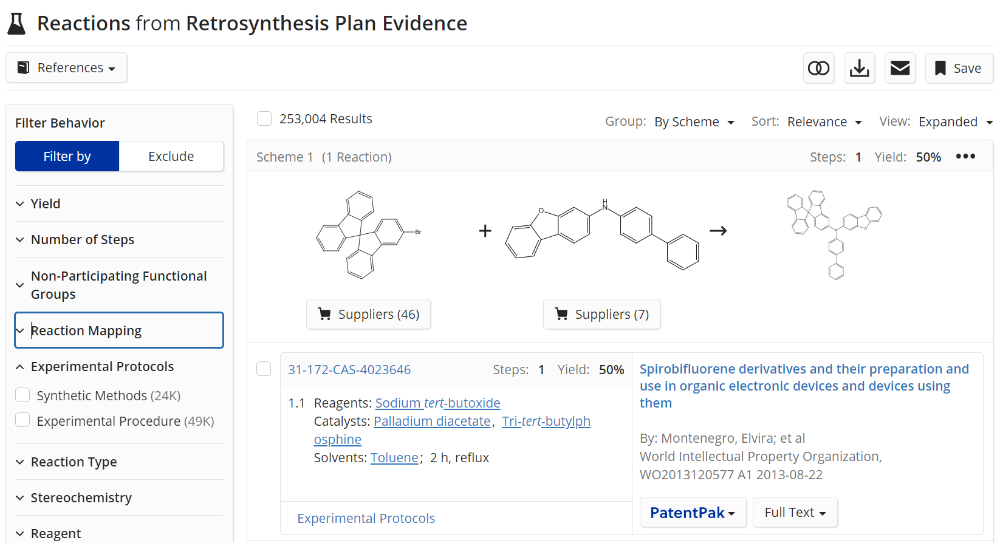 Reactions from Retrosynthesis Plan Evidence
References
Save
Filter Behavior
Filter by
Exclude
Yield
Number of Steps
Non-Participating Functional
Groups
Reaction Mapping
Experimental Protocols
Synthetic Methods (24K)
Experimental Procedure (49K)
Reaction Type
Stereochemistry
Reagent
253,004 Results
Group: By Scheme
Sort: Relevance
View: Expanded
Scheme 1 (1 Reaction)
Steps: 1 Yield: 50%
Br
+
O
H
N
N
O
Suppliers (46)
Suppliers (7)
31-172-CAS-4023646
Steps: 1 Yield: 50%
1.1 Reagents: Sodium tert-butoxide
Catalysts: Palladium diacetate, Tri-tert-butylph
osphine
Solvents: Toluene; 2 h, reflux
Experimental Protocols
Spirobifluorene derivatives and their preparation and
use in organic electronic devices and devices using
them
By: Montenegro, Elvira; et al
World Intellectual Property Organization,
WO2013120577 A1 2013-08-22
PatentPak
Full Text